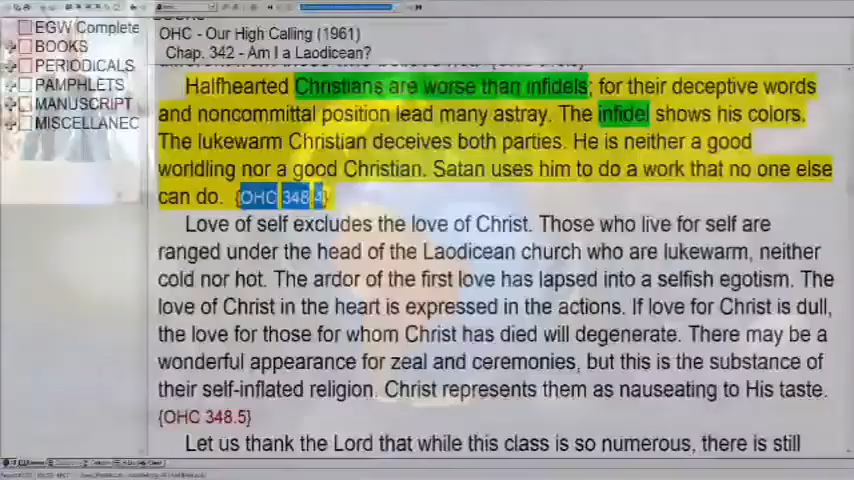 EGW Complete
BOOKS
PERIODICALS
PAMPHLETS
MANUSCRIPT
MISCELLANEC
OHC - Our High Calling (1961)
Chap. 342 - Am I a Laodicean?
Halfhearted Christians are worse than infidels; for their deceptive words
and noncommittal position lead many astray. The infidel shows his colors.
The lukewarm Christian deceives both parties. He is neither a good
worldling nor a good Christian. Satan uses him to do a work that no one else
can do. {OHC 348.4}
Love of self excludes the love of Christ. Those who live for self are
ranged under the head of the Laodicean church who are lukewarm, neither
cold nor hot. The ardor of the first love has lapsed into a selfish egotism. The
love of Christ in the heart is expressed in the actions. If love for Christ is dull,
the love for those for whom Christ has died will degenerate. There may be a
wonderful appearance for zeal and ceremonies, but this is the substance of
their self-inflated religion. Christ represents them as nauseating to His taste.
{OHC 348.5}
Let us thank the Lord that while this class is so numerous, there is still